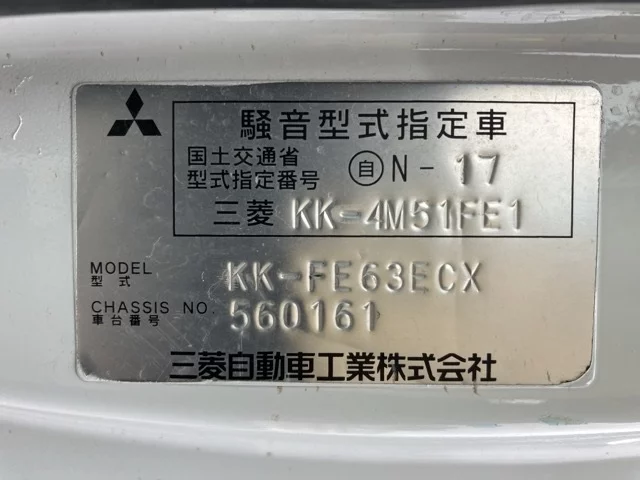 騒音型式指定車
国土交通省
型式指定番号 自 N- 17
三菱 KK-4M51FE1
MODEL
型式 KK-FE63ECX
CHASSIS NO.
車台番号 560161
三菱自動車工業株式会社